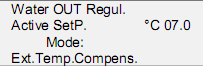 Water OUT Regul.
Active SetP. °C 07.0
Mode:
Ext.Temp.Compens.